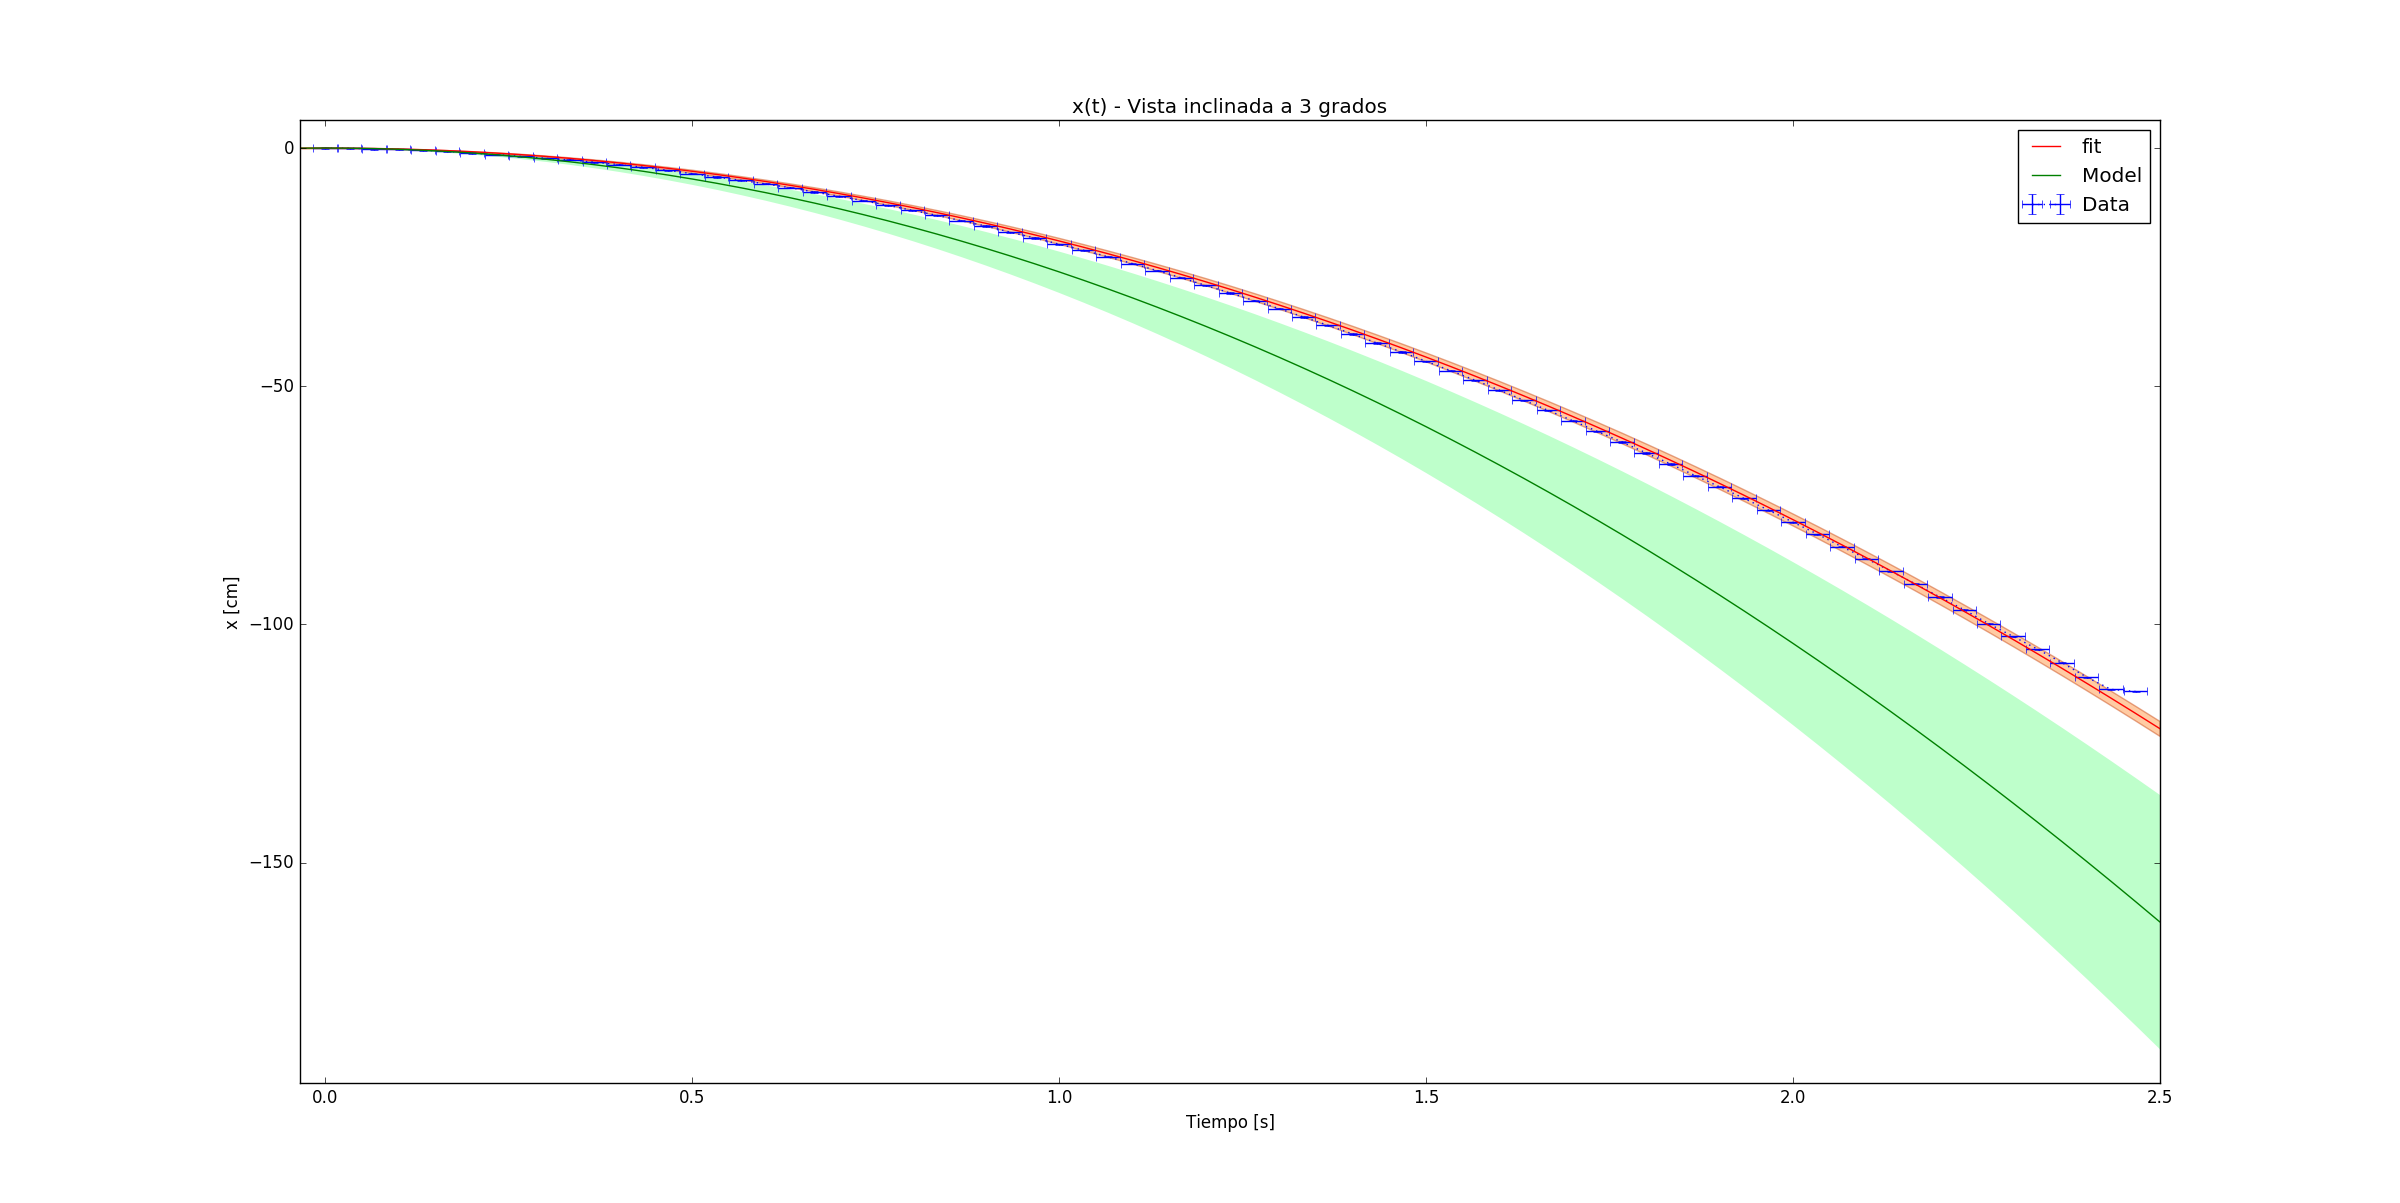 x(t) - Vista inclinada a 3 grados
fit
Model
Data
0
−50
−100
−150
x [cm]
0.0 0.5 1.0 1.5 2.0 2.5
Tiempo [s]